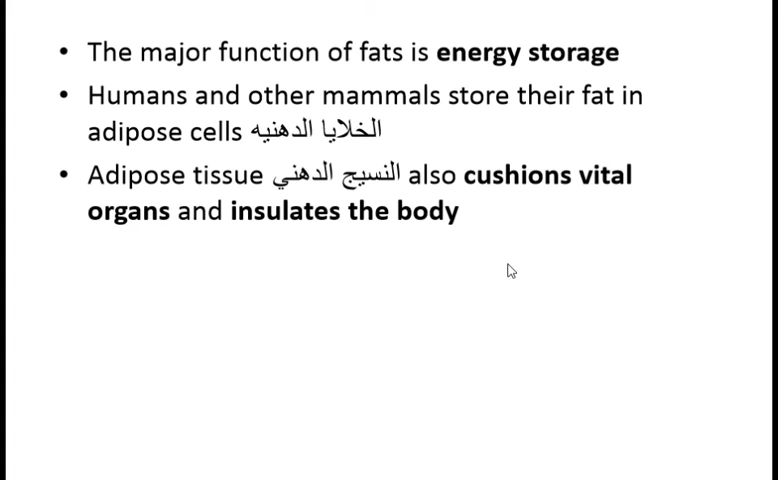 • The major function of fats is energy storage
• Humans and other mammals store their fat in
adipose cells الخلايا الدهنيه
• Adipose tissue النسيج الدهني also cushions vital
organs and insulates the body